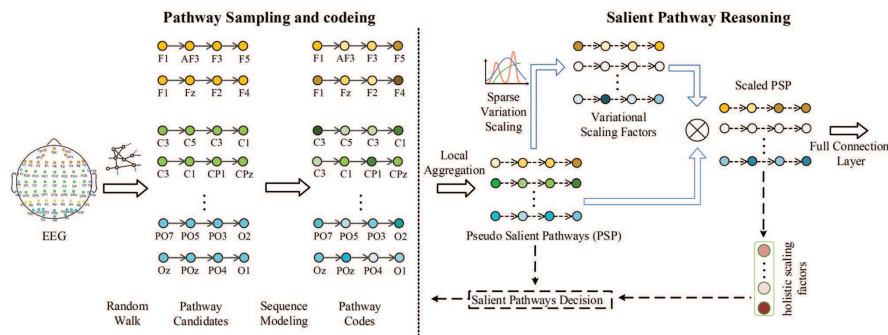 Pathway Sampling and codeing
Salient Pathway Reasoning
F1 AF3 F3 F5
F1 AF3 F3 F5
F1 Fz F2 F4
F1 Fz F2 F4
C3 C5 C3 C1
C3 C5 C3 C1
C3 C1 CP1 CPz
C3 C1 CP1 CPz
PO7 PO5 PO3 O2
PO7 PO5 PO3 O2
Oz POz PO4 O1
Oz POz PO4 O1
EEG
Random
Walk
Pathway
Candidates
Sequence
Modeling
Pathway
Codes
Local
Aggregation
Sparse
Variation
Scaling
Variational
Scaling Factors
Pseudo Salient Pathways (PSP)
Scaled PSP
Full Connection
Layer
Salient Pathways Decision
holistic scaling
factors